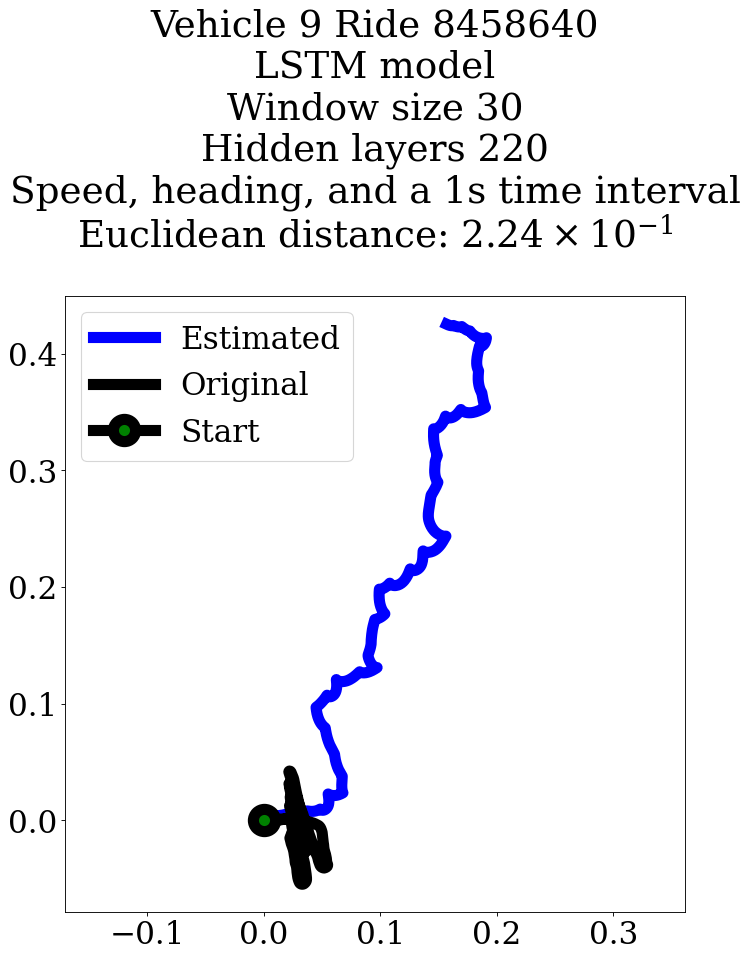 Vehicle 9 Ride 8458640
LSTM model
Window size 30
Hidden layers 220
Speed, heading, and a 1s time interval
Euclidean distance: 2.24 × 10⁻¹
Estimated
Original
Start
0.4
0.3
0.2
0.1
0.0
−0.1 0.0 0.1 0.2 0.3